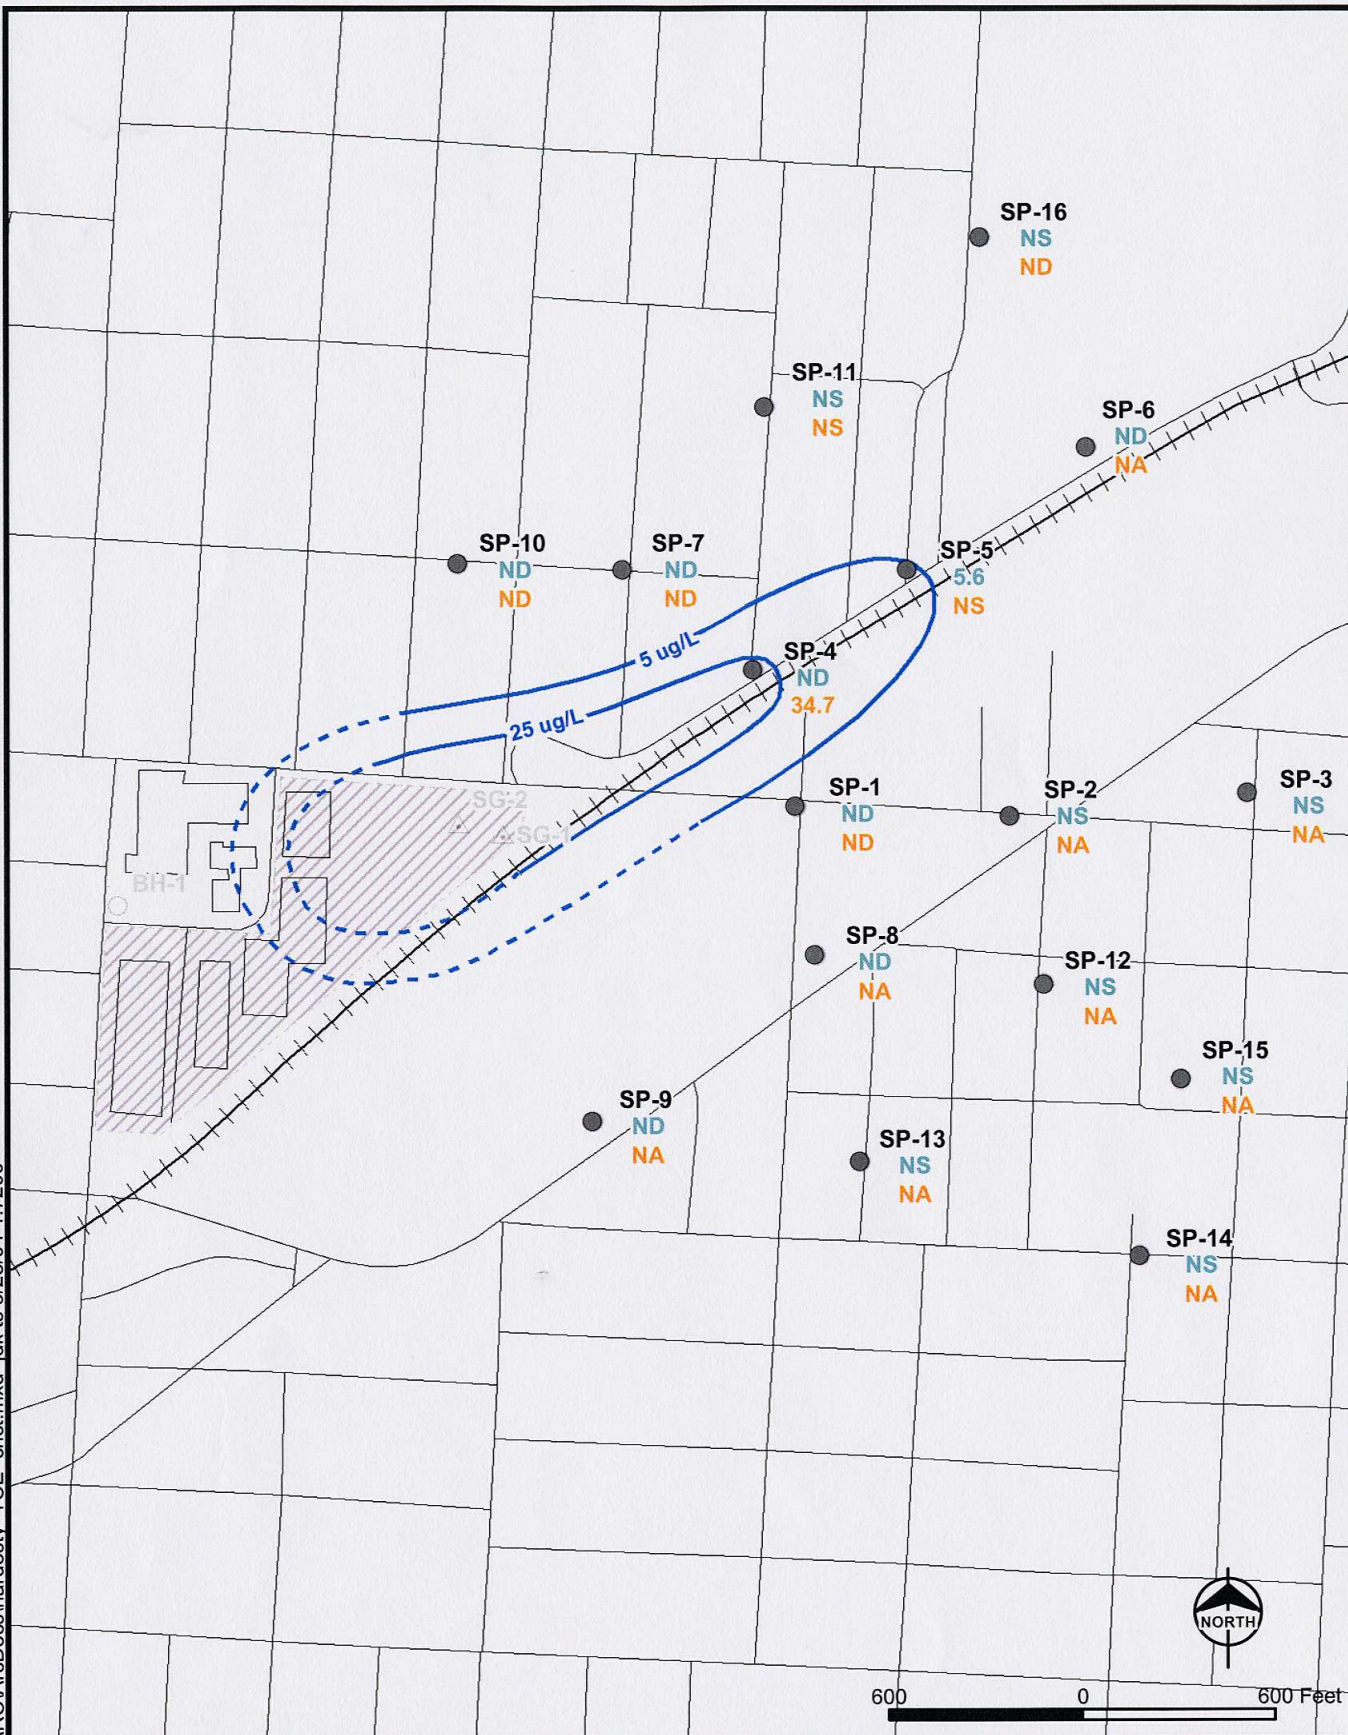 SP-16
NS
ND
SP-11
NS
NS
SP-6
ND
NA
SP-10
ND
ND
SP-7
ND
ND
SP-5
5.6
NS
5 ug/L
SP-4
ND
34.7
25 ug/L
SP-1
ND
ND
SP-2
NS
NA
SP-3
NS
NA
SG-2
SG-1
BH-1
SP-8
ND
NA
SP-12
NS
NA
SP-15
NS
NA
SP-9
ND
NA
SP-13
NS
NA
SP-14
NS
NA
NORTH
600 0 600 Feet